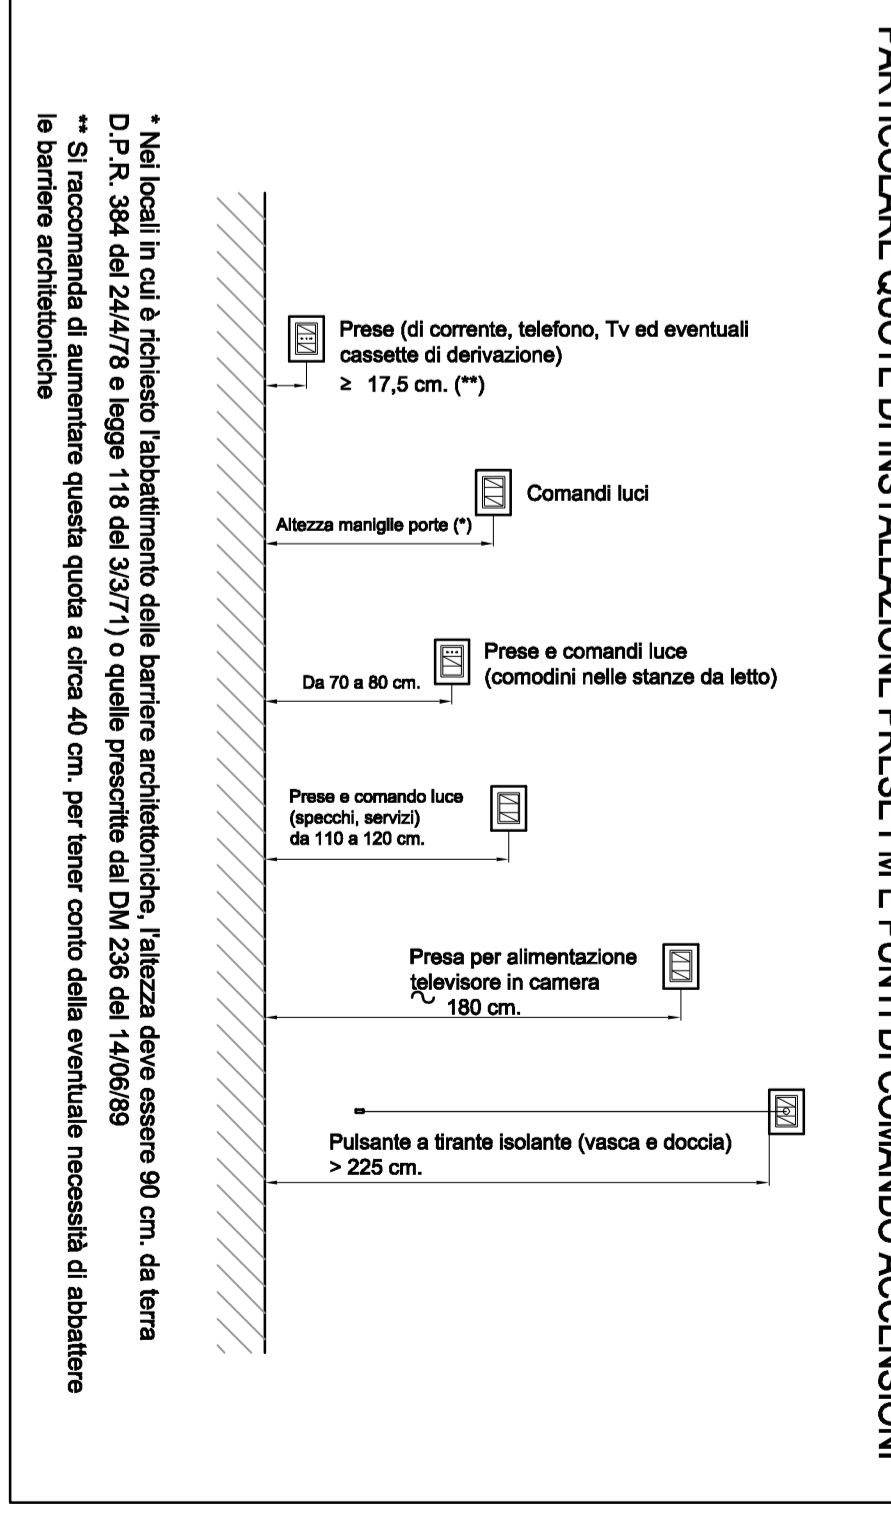 PARTICOLARE QUOTE DI INSTALLAZIONE PRESE FM E PUNTI DI COMANDO ACCENSIONI
Prese (di corrente, telefono, Tv ed eventuali
cassette di derivazione)
≥ 17,5 cm. (**)
Comandi luci
Altezza maniglie porte (*)
Prese e comandi luce
(comodini nelle stanze da letto)
Da 70 a 80 cm.
Prese e comando luce
(specchi, servizi)
da 110 a 120 cm.
Presa per alimentazione
televisore in camera
~ 180 cm.
Pulsante a tirante isolante (vasca e doccia)
> 225 cm.
* Nei locali in cui è richiesto l'abbattimento delle barriere architettoniche, l'altezza deve essere 90 cm. da terra
D.P.R. 384 del 24/4/78 e legge 118 del 3/3/71) o quelle prescritte dal DM 236 del 14/06/89
** Si raccomanda di aumentare questa quota a circa 40 cm. per tener conto della eventuale necessità di abbattere
le barriere architettoniche